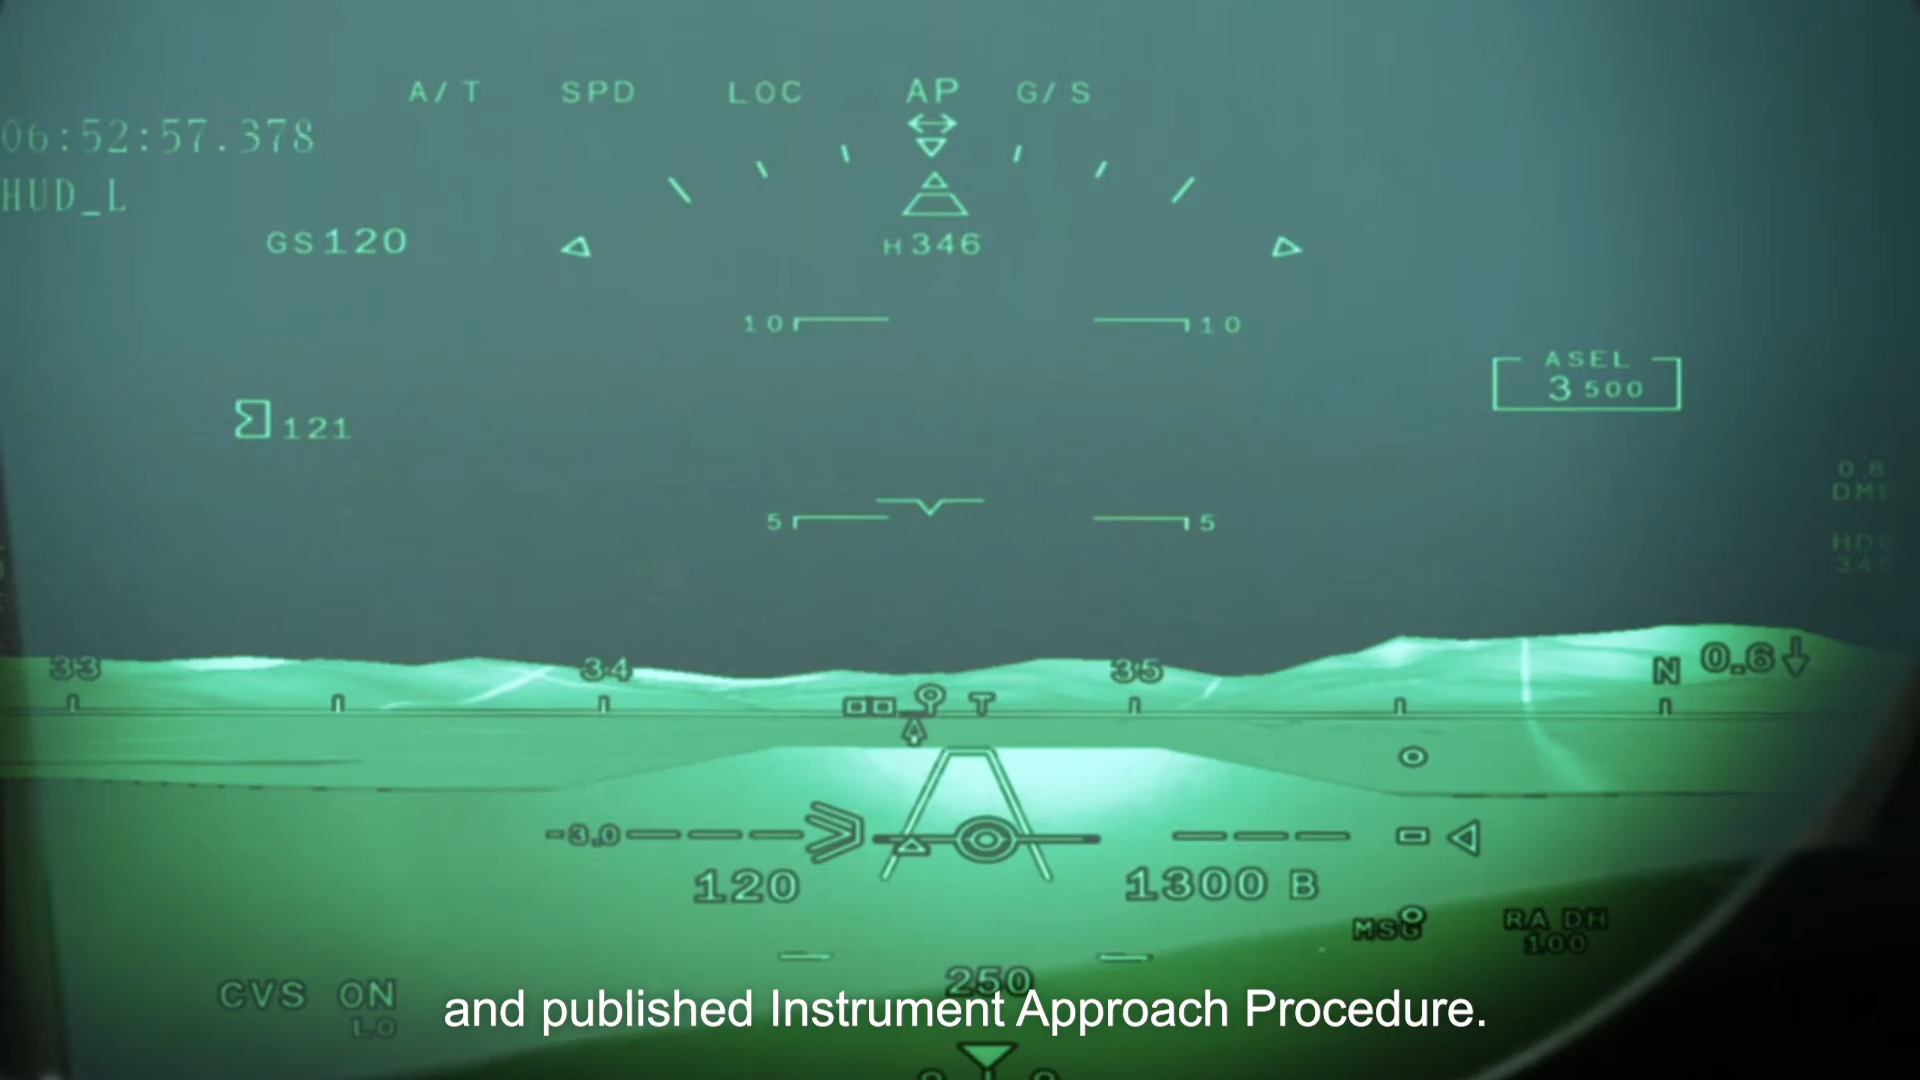 A/T SPD LOC AP G/S
06:52:57.378
HUD_L
GS120
H346
10 10
ASEL
3500
121
0.8
5 5
33 34 35 N 0.6
T
-3.0
120
1300 B
MSG
RA DH
100
250
CVS ON
LO
and published Instrument Approach Procedure.